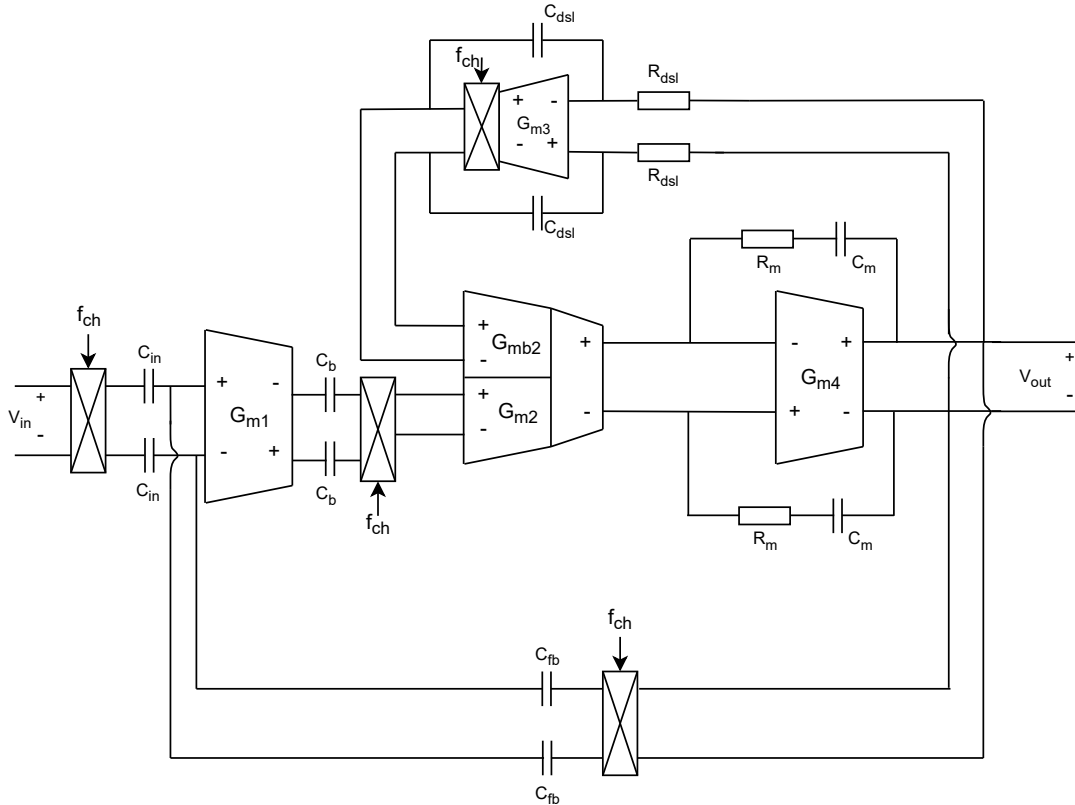 C_dsl
f_ch
R_dsl
+ -
G_m3
- +
R_dsl
C_dsl
R_m C_m
f_ch
C_in
+ -
G_m1
- +
C_in
V_in
+
-
C_b
C_b
f_ch
+
-
G_mb2
+
-
G_m2
+
-
- +
G_m4
+ -
V_out
+
-
R_m C_m
f_ch
C_fb
C_fb